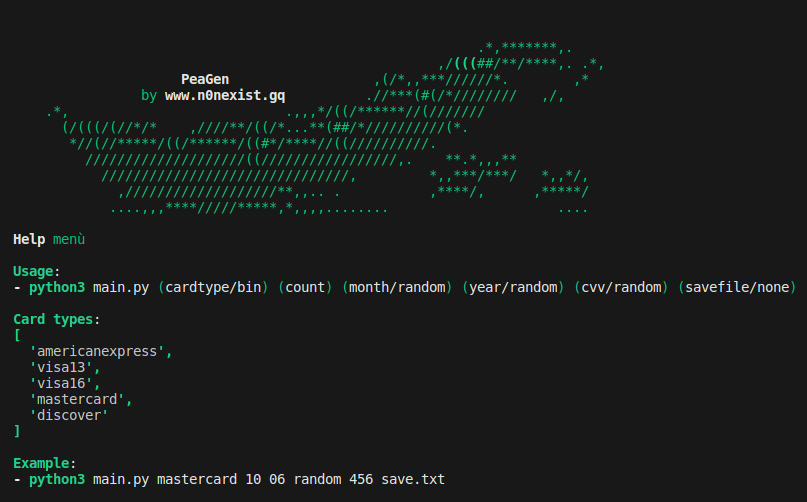 PeaGen
by www.n0nexist.gq
Help menù
Usage:
- python3 main.py (cardtype/bin) (count) (month/random) (year/random) (cvv/random) (savefile/none)
Card types:
[
'americanexpress',
'visa13',
'visa16',
'mastercard',
'discover'
]
Example:
- python3 main.py mastercard 10 06 random 456 save.txt